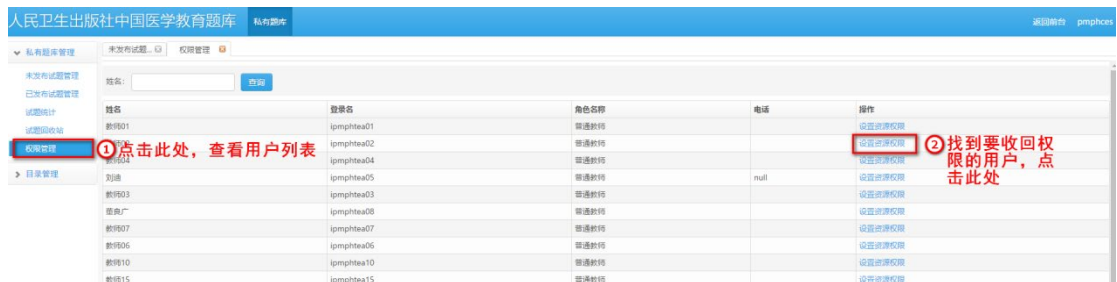 人民卫生出版社中国医学教育题库 私有题库 返回前台 pmphces
私有题库管理 未发布试题... 权限管理
未发布试题管理
姓名: 查询
已发布试题管理
试题统计 姓名 登录名 角色名称 电话 操作
试题回收站 教师01 ipmphtea01 普通教师 设置资源权限
权限管理 ①点击此处，查看用户列表 ipmphtea02 普通教师 设置资源权限 ②找到要收回权
教师04 ipmphtea04 普通教师 设置资源权限 限的用户，点
目录管理 刘迪 ipmphtea05 普通教师 null 设置资源权限 击此处
教师03 ipmphtea03 普通教师 设置资源权限
ipmphtea08 普通教师 设置资源权限
教师07 ipmphtea07 普通教师 设置资源权限
教师06 ipmphtea06 普通教师 设置资源权限
教师10 ipmphtea10 普通教师 设置资源权限
教师15 ipmphtea15 普通教师 设置资源权限